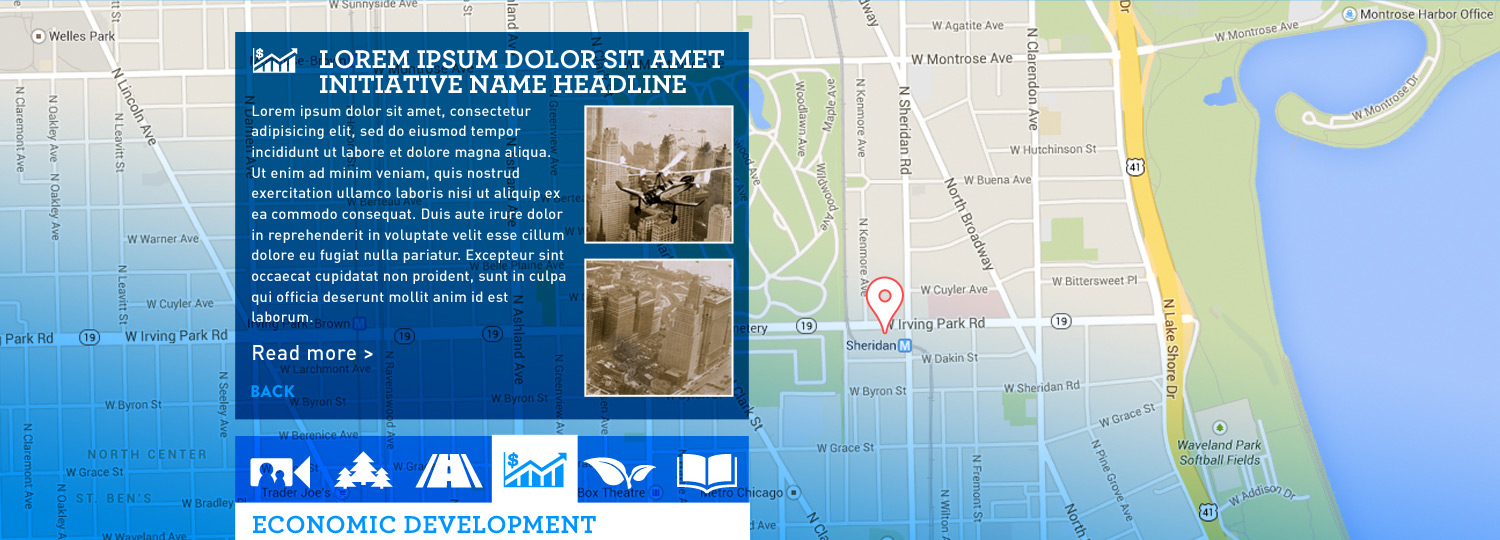 LOREM IPSUM DOLOR SIT AMET
INITIATIVE NAME HEADLINE
Lorem ipsum dolor sit amet, consectetur
adipisicing elit, sed do eiusmod tempor
incididunt ut labore et dolore magna aliqua.
Ut enim ad minim veniam, quis nostrud
exercitation ullamco laboris nisi ut aliquip ex
ea commodo consequat. Duis aute irure dolor
in reprehenderit in voluptate velit esse cillum
dolore eu fugiat nulla pariatur. Excepteur sint
occaecat cupidatat non proident, sunt in culpa
qui officia deserunt mollit anim id est
laborum.
Read more >
BACK
ECONOMIC DEVELOPMENT
W Sunnyside Ave
Welles Park
N Lincoln Ave
N Claremont Ave
N Oakley Ave
N Oakley Ave
N Leavitt St
W Warner Ave
N Leavitt St
W Cuyler Ave
Park Rd
19
W Irving Park Rd
Irving Park-Brown
M
19
W Larchmont Ave
N Seeley Ave
W Byron St
W Byron St
W Byron St
N Ravenswood Ave
N Ashland Ave
W Berenice Ave
N Claremont Ave
NORTH CENTER
W Grace St
ST. BEN'S
N Oakley
W Bradley
W Waveland Ave
Trader Joe's
Box Theatre
Metro Chicago
Clark St
W Montrose Ave
W Agatite Ave
N Clarendon Ave
Dr
W Montrose Ave
Montrose Harbor Office
W Montrose Dr
Woodlawn Ave
Maple Ave
N Kenmore Ave
N Sheridan Rd
W Hutchinson St
41
W Buena Ave
Wildwood Ave
North Broadway
N Kenmore Ave
W Bittersweet Pl
19
W Irving Park Rd
19
Sheridan
M
W Dakin St
W Byron St
W Sheridan Rd
N Lake Shore Dr
W Grace St
W Grace St
Waveland Park
Softball Fields
N Pine Grove Ave
N Fremont St
W Addison Dr
41
N Wilton A
North
N Cl